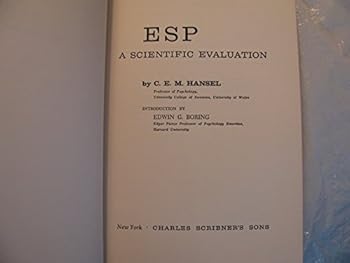 ESP
A SCIENTIFIC EVALUATION
by C. E. M. HANSEL
Professor of Psychology,
University College of Swansea, University of Wales
INTRODUCTION BY
EDWIN G. BORING
Edgar Pierce Professor of Psychology Emeritus,
Harvard University
New York · CHARLES SCRIBNER'S SONS